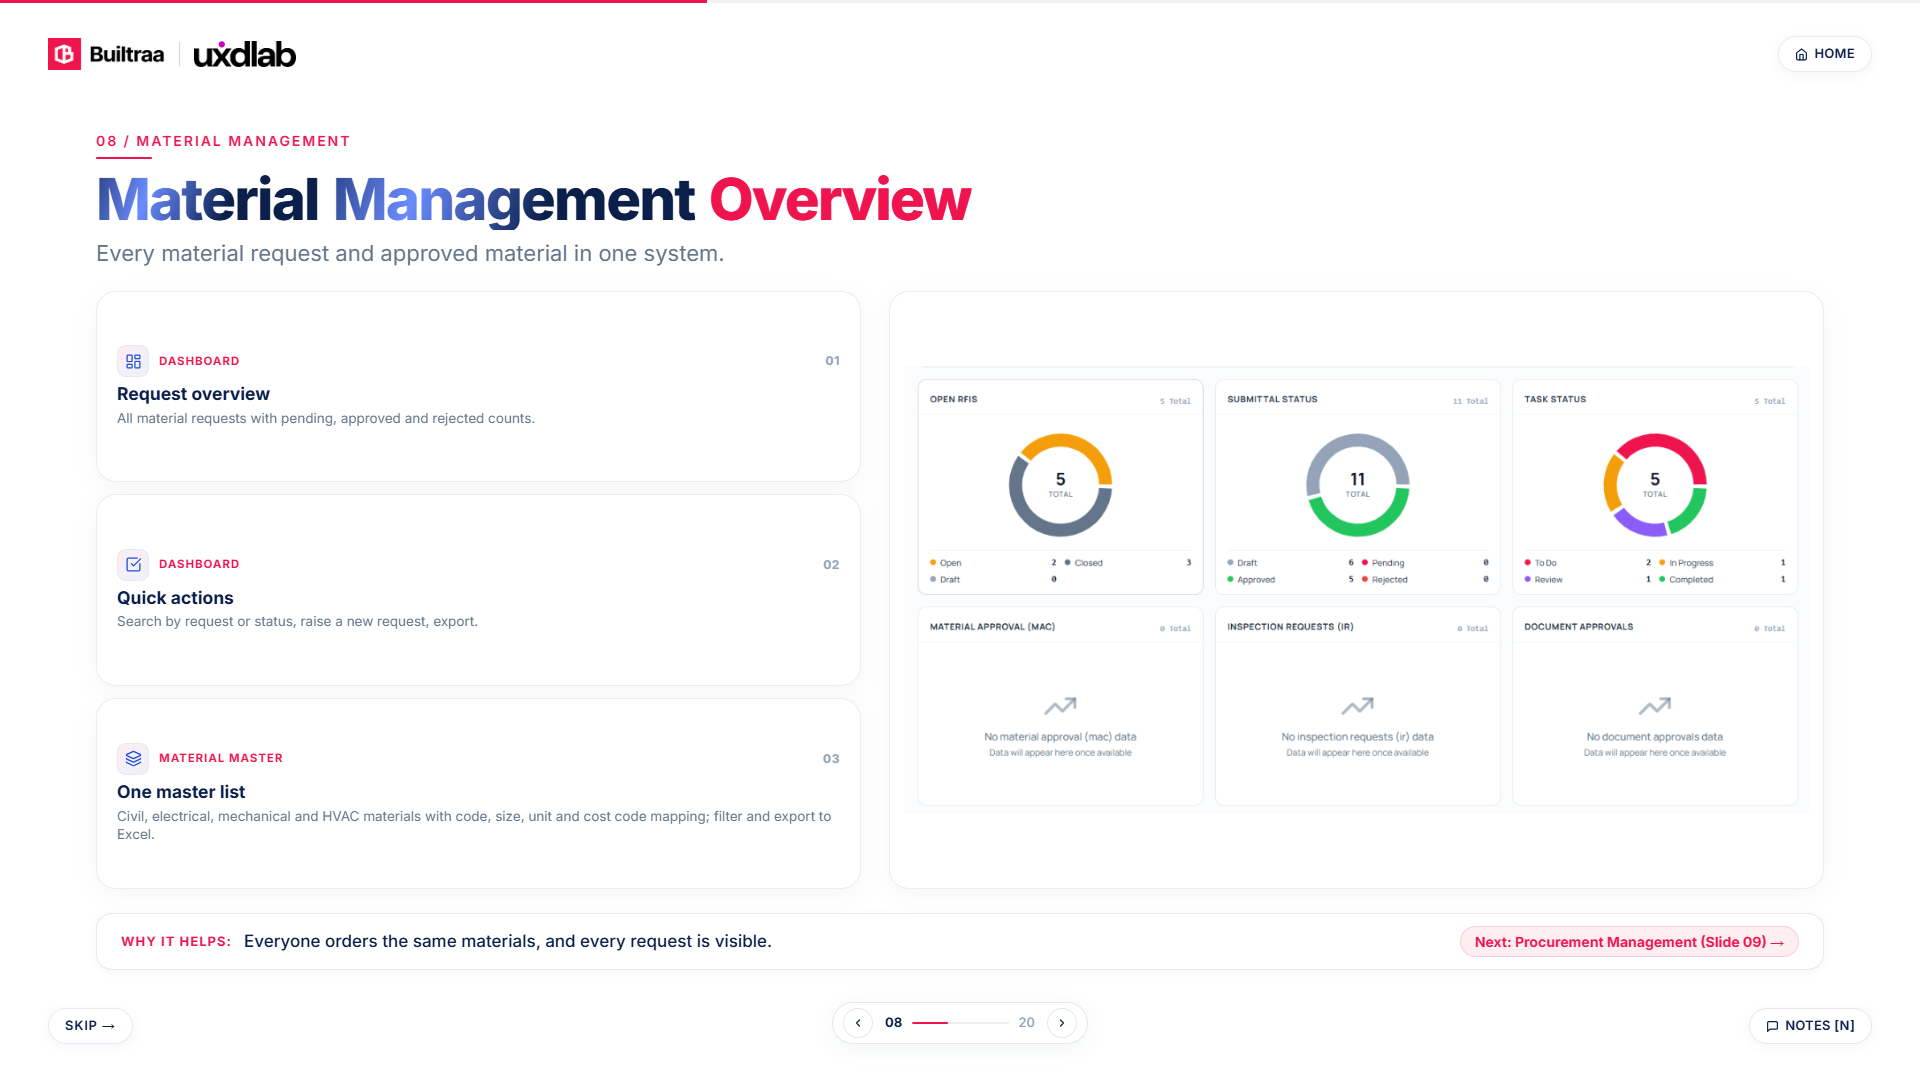 Builtraa
uxdlab
HOME
08 / MATERIAL MANAGEMENT
Material Management Overview
Every material request and approved material in one system.
DASHBOARD
01
Request overview
All material requests with pending, approved and rejected counts.
DASHBOARD
02
Quick actions
Search by request or status, raise a new request, export.
MATERIAL MASTER
03
One master list
Civil, electrical, mechanical and HVAC materials with code, size, unit and cost code mapping; filter and export to
Excel.
OPEN RFIS
5 Total
5
TOTAL
Open 2 Closed 3
Draft 0
SUBMITTAL STATUS
11 Total
11
TOTAL
Draft 6 Pending 0
Approved 5 Rejected 0
TASK STATUS
5 Total
5
TOTAL
To Do 2 In Progress 1
Review 1 Completed 1
MATERIAL APPROVAL (MAC)
0 Total
No material approval (mac) data
Data will appear here once available
INSPECTION REQUESTS (IR)
0 Total
No inspection requests (ir) data
Data will appear here once available
DOCUMENT APPROVALS
0 Total
No document approvals data
Data will appear here once available
WHY IT HELPS: Everyone orders the same materials, and every request is visible.
Next: Procurement Management (Slide 09) →
SKIP →
08
20
NOTES [N]